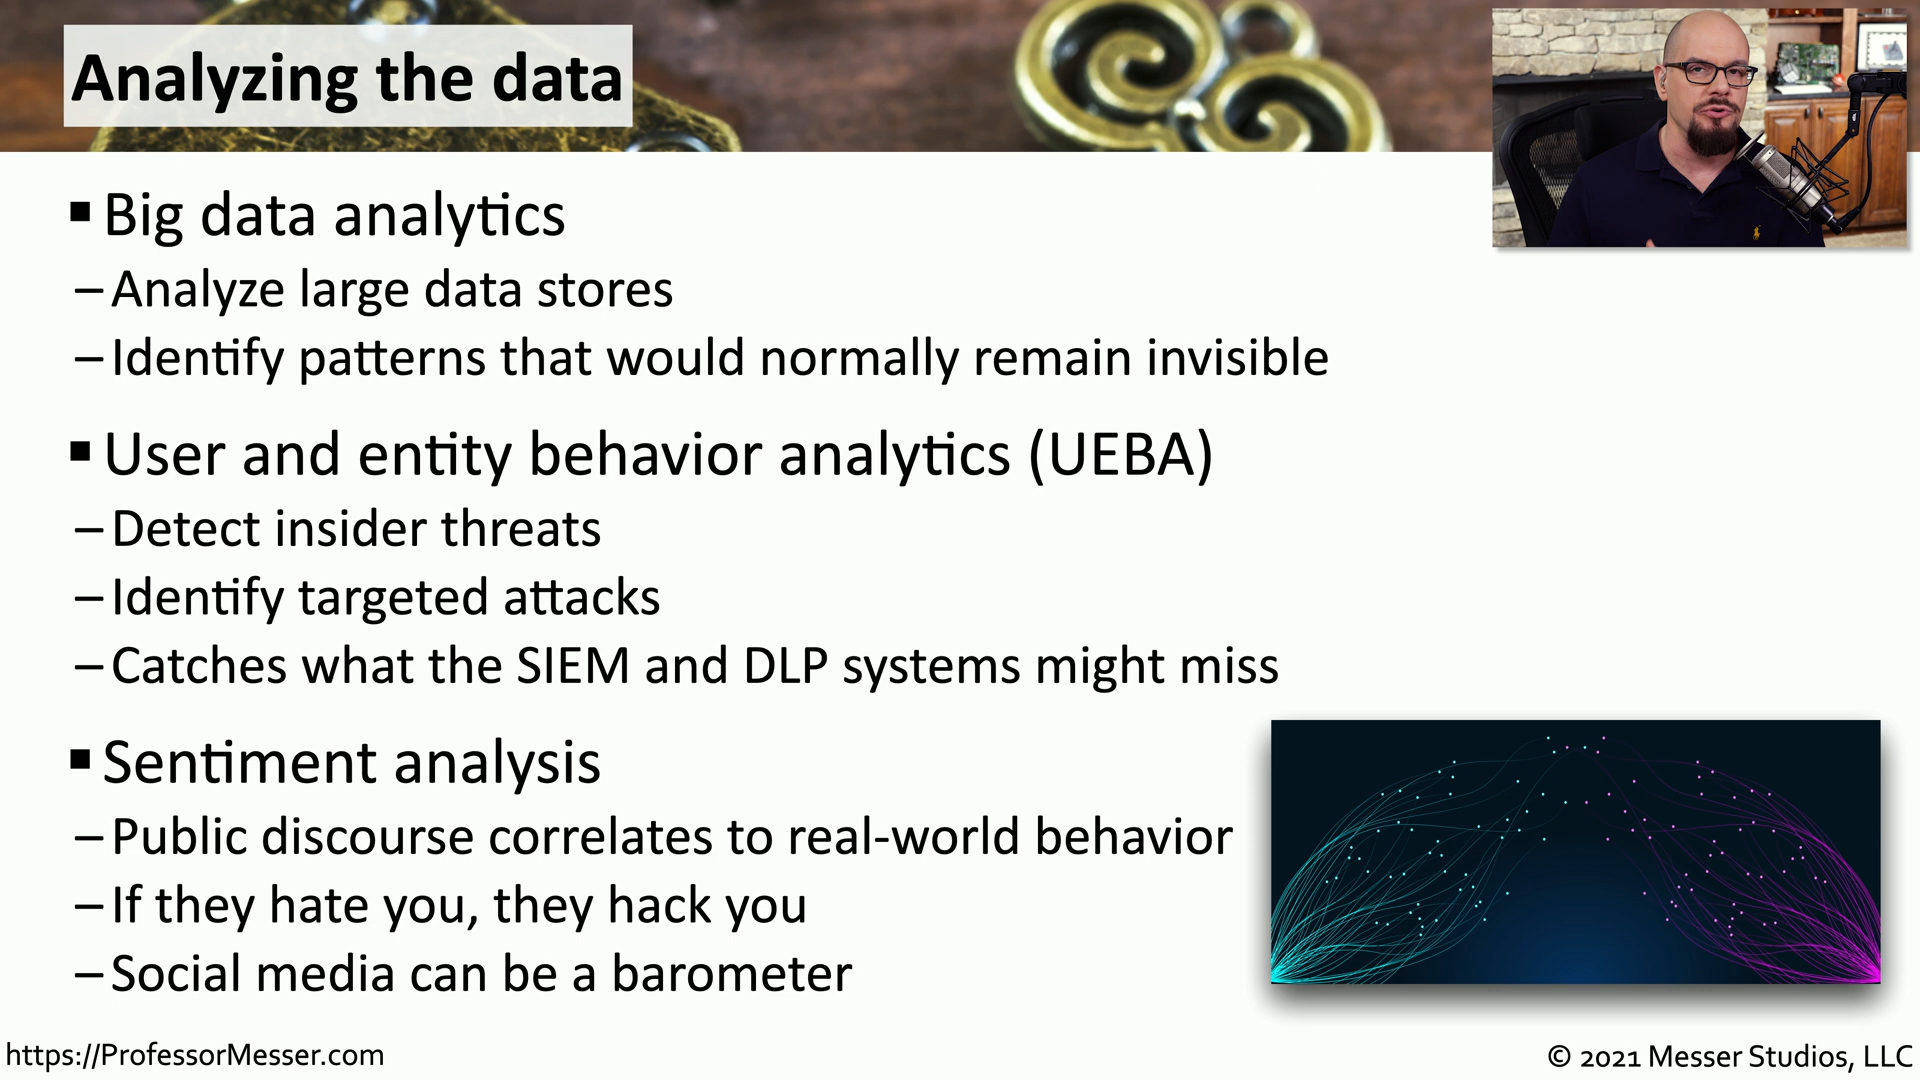 Analyzing the data
▪ Big data analytics
– Analyze large data stores
– Identify patterns that would normally remain invisible
▪ User and entity behavior analytics (UEBA)
– Detect insider threats
– Identify targeted attacks
– Catches what the SIEM and DLP systems might miss
▪ Sentiment analysis
– Public discourse correlates to real-world behavior
– If they hate you, they hack you
– Social media can be a barometer
https://ProfessorMesser.com
© 2021 Messer Studios, LLC